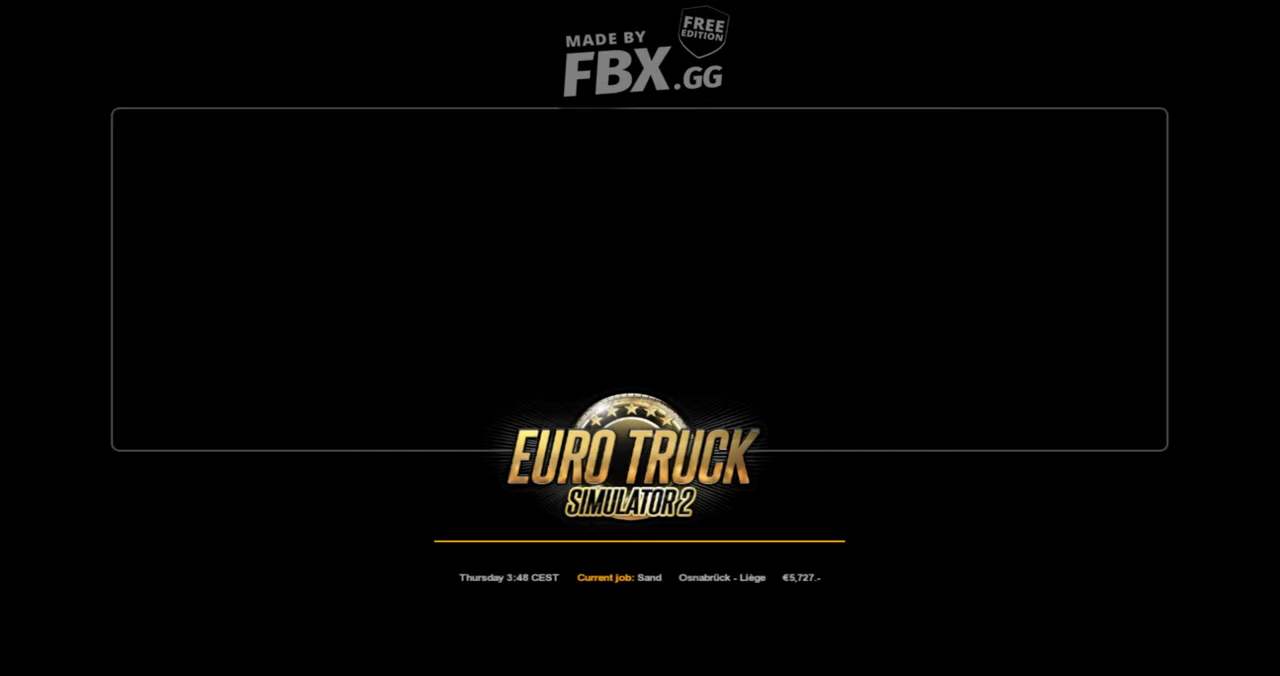 MADE BY
FREE
EDITION
FBX.GG
EURO TRUCK
SIMULATOR 2
Thursday 3:48 CEST Current job: Sand Osnabrück - Liège €5,727.-